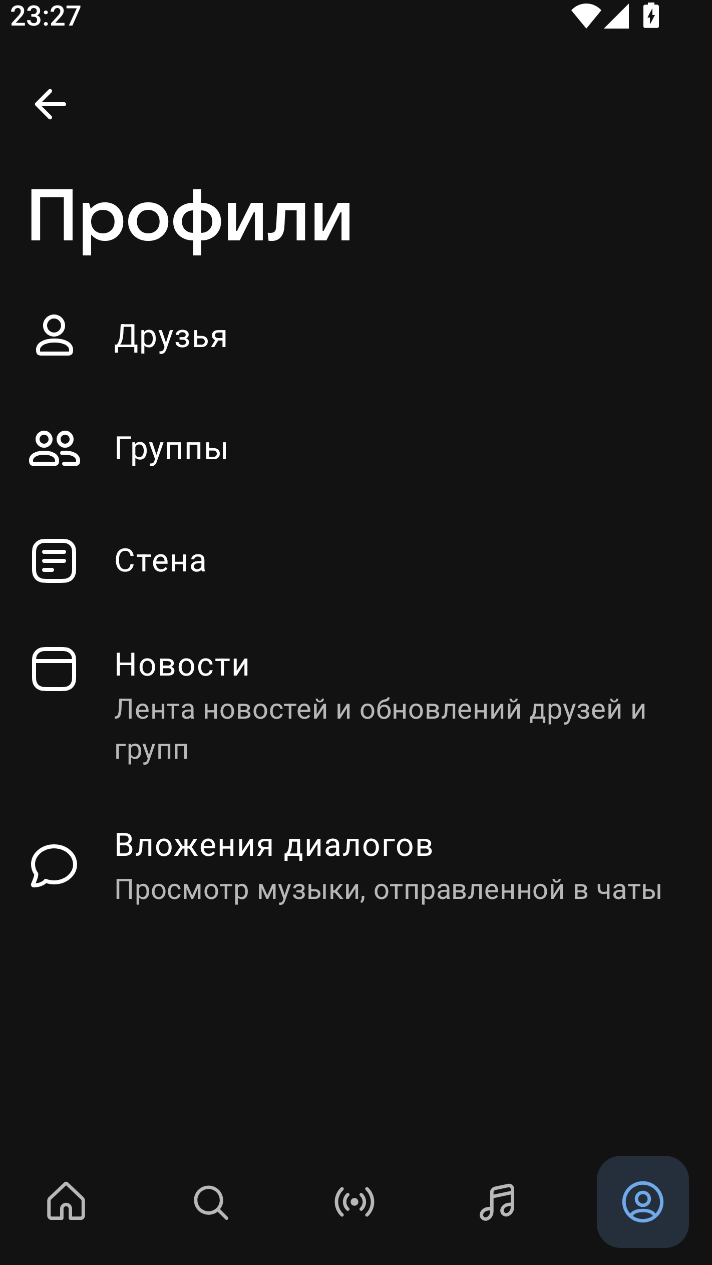 23:27
Профили
Друзья
Группы
Стена
Новости
Лента новостей и обновлений друзей и
групп
Вложения диалогов
Просмотр музыки, отправленной в чаты